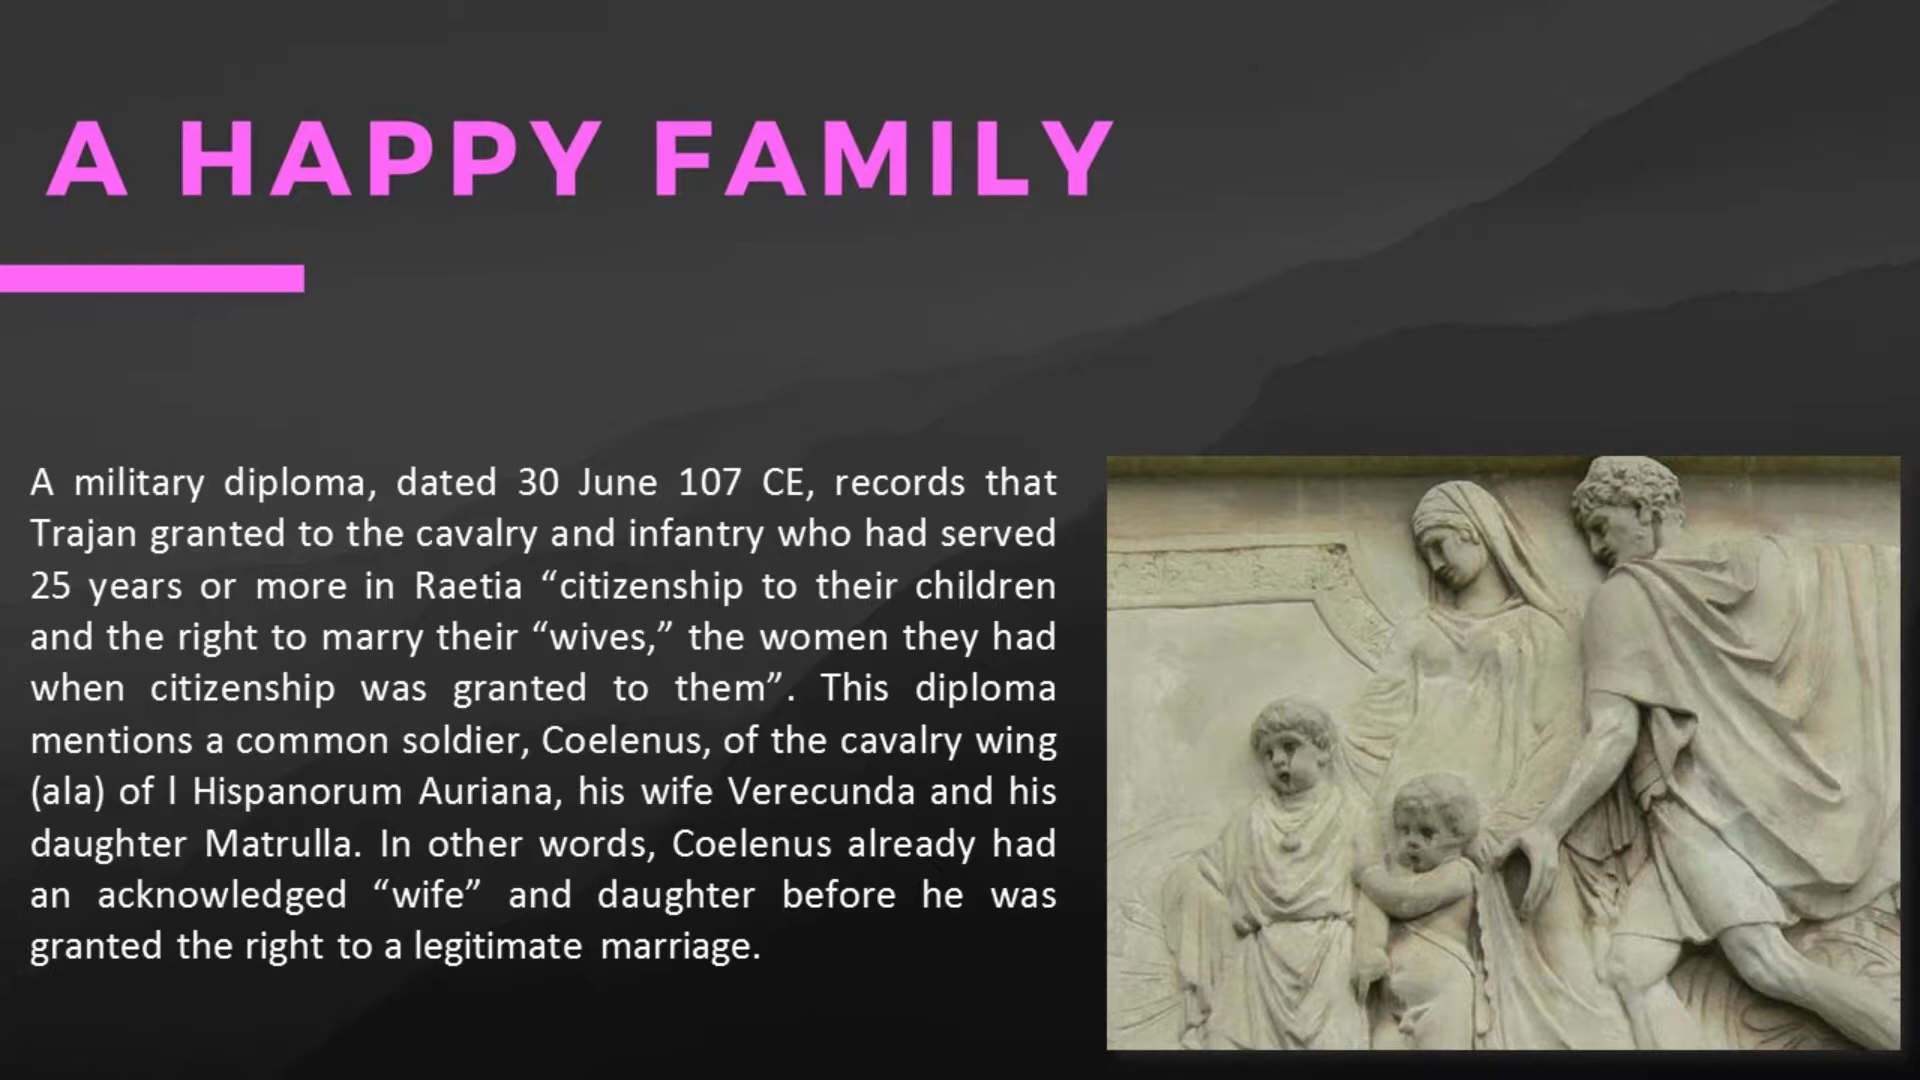 A HAPPY FAMILY
A military diploma, dated 30 June 107 CE, records that
Trajan granted to the cavalry and infantry who had served
25 years or more in Raetia “citizenship to their children
and the right to marry their “wives,” the women they had
when citizenship was granted to them”. This diploma
mentions a common soldier, Coelenus, of the cavalry wing
(ala) of l Hispanorum Auriana, his wife Verecunda and his
daughter Matrulla. In other words, Coelenus already had
an acknowledged “wife” and daughter before he was
granted the right to a legitimate marriage.